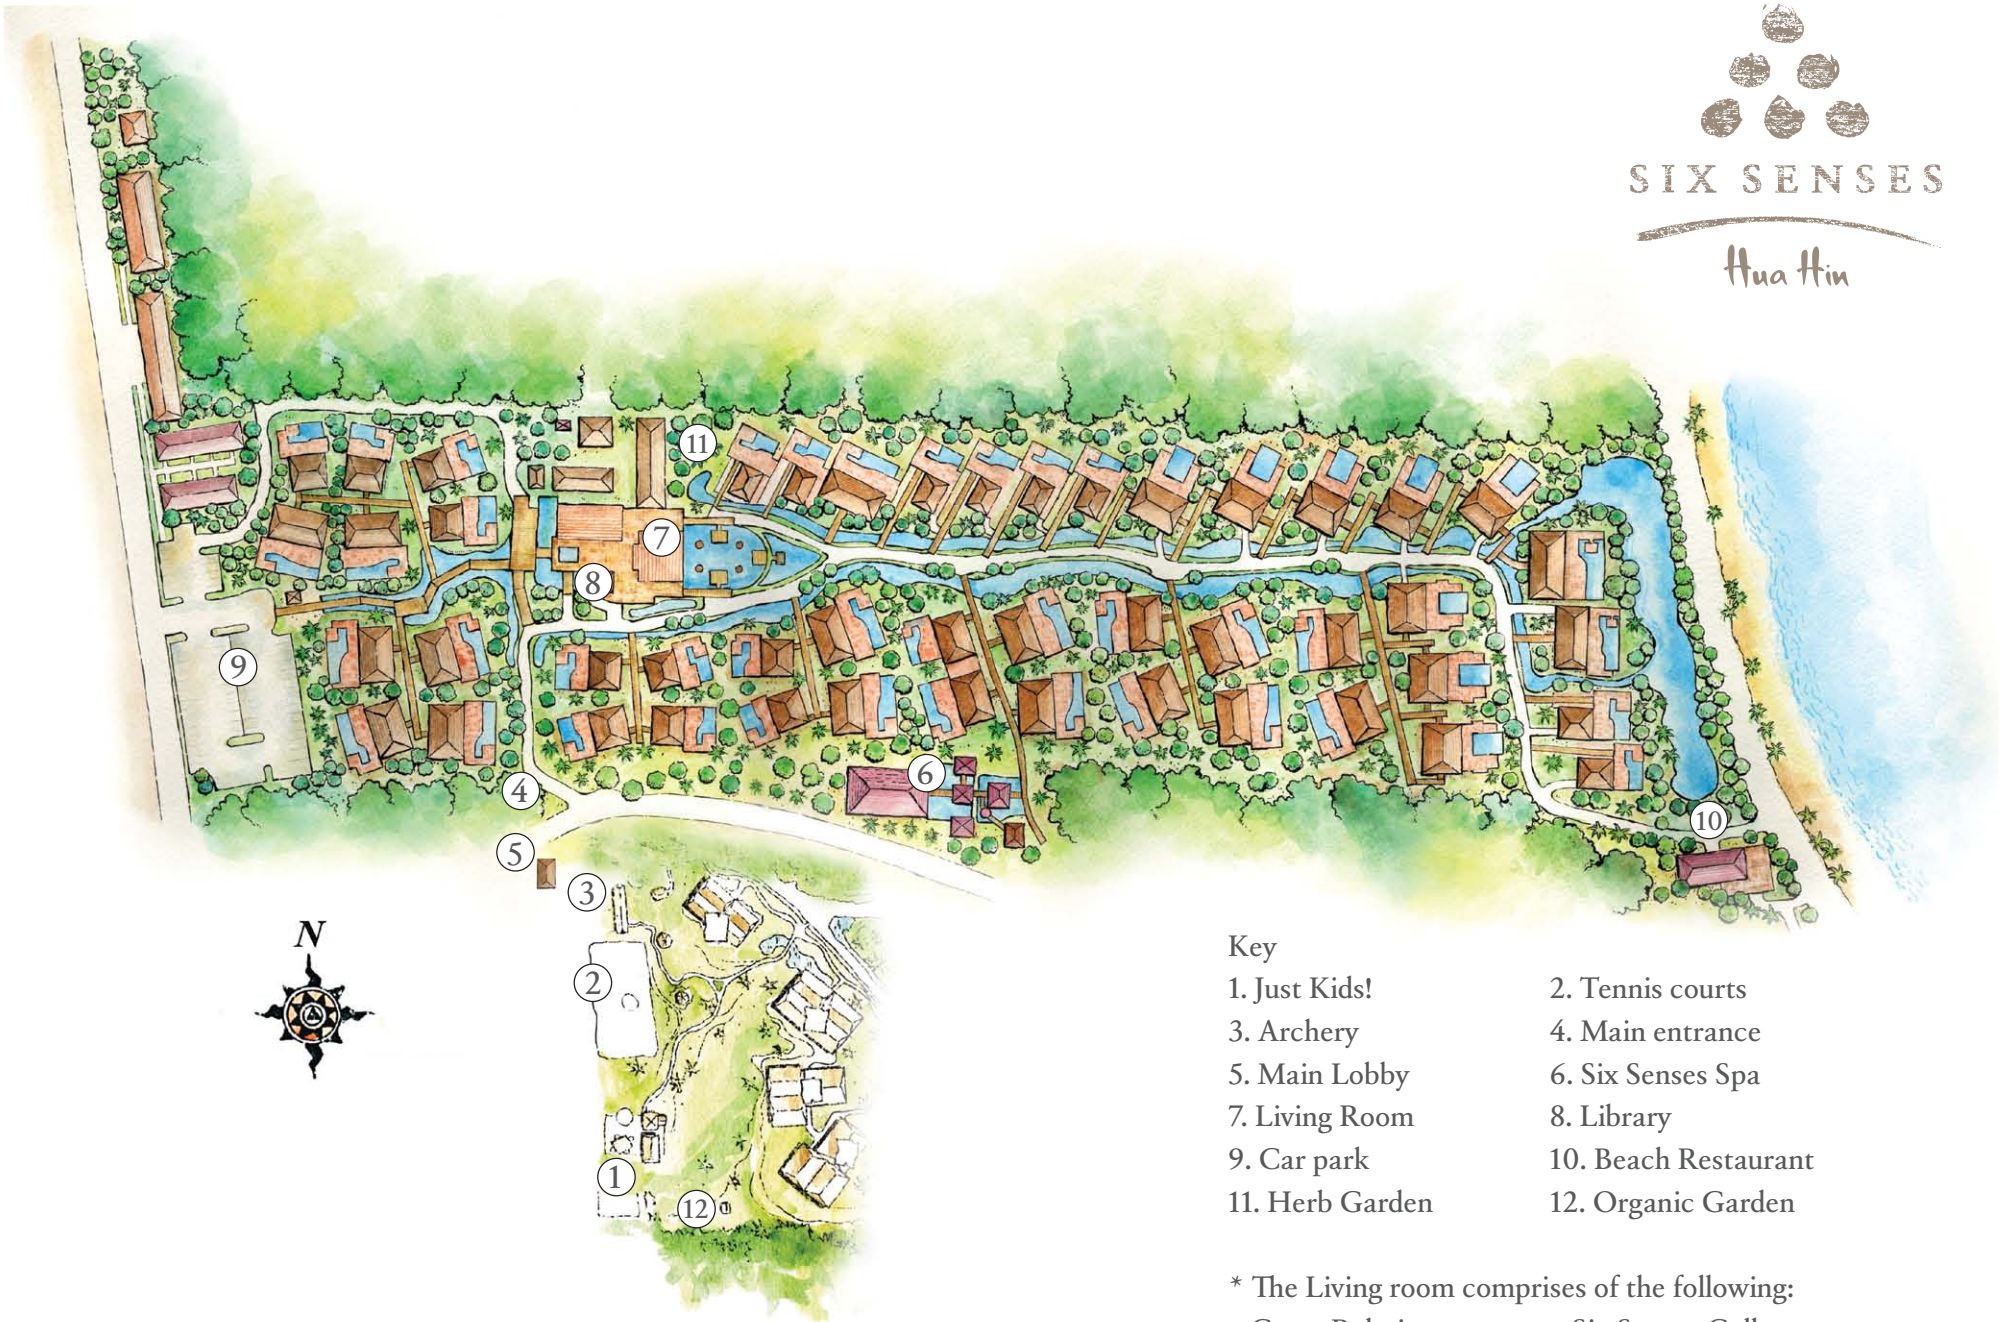 SIX SENSES
Hua Hin
11
7
8
9
6
4
10
5
3
2
1
12
N
Key
1. Just Kids!
2. Tennis courts
3. Archery
4. Main entrance
5. Main Lobby
6. Six Senses Spa
7. Living Room
8. Library
9. Car park
10. Beach Restaurant
11. Herb Garden
12. Organic Garden
* The Living room comprises of the following: